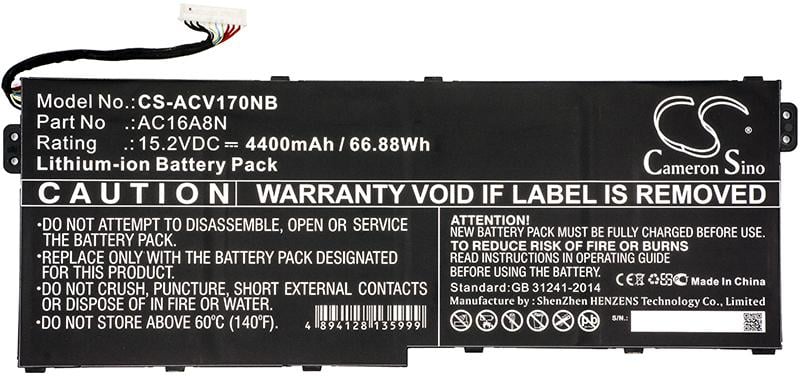 Model No.:CS-ACV170NB
Part No :AC16A8N
Rating :15.2VDC⎓ 4400mAh / 66.88Wh
Lithium-ion Battery Pack
CS
Cameron Sino
CAUTION
WARRANTY VOID IF LABEL IS REMOVED
•DO NOT ATTEMPT TO DISASSEMBLE, OPEN OR SERVICE
THE BATTERY PACK.
•REPLACE ONLY WITH THE BATTERY PACK DESIGNATED
FOR THIS PRODUCT.
•DO NOT CRUSH, PUNCTURE, SHORT EXTERNAL CONTACTS
OR DISPOSE OF IN FIRE OR WATER.
•DO NOT STORE ABOVE 60℃ (140℉).
4 894128 135999
ATTENTION:
NEW BATTERY PACK MUST BE FULLY CHARGED BEFORE USE
TO REDUCE RISK OF FIRE OR BURNS
READ INSTRUCTIONS IN OPERATING GUIDE
BEFORE USE.
Standard:GB 31241-2014
CE Made in China
Manufacture by : ShenZhen HENZENS Technology Co., Limited
S/N.: